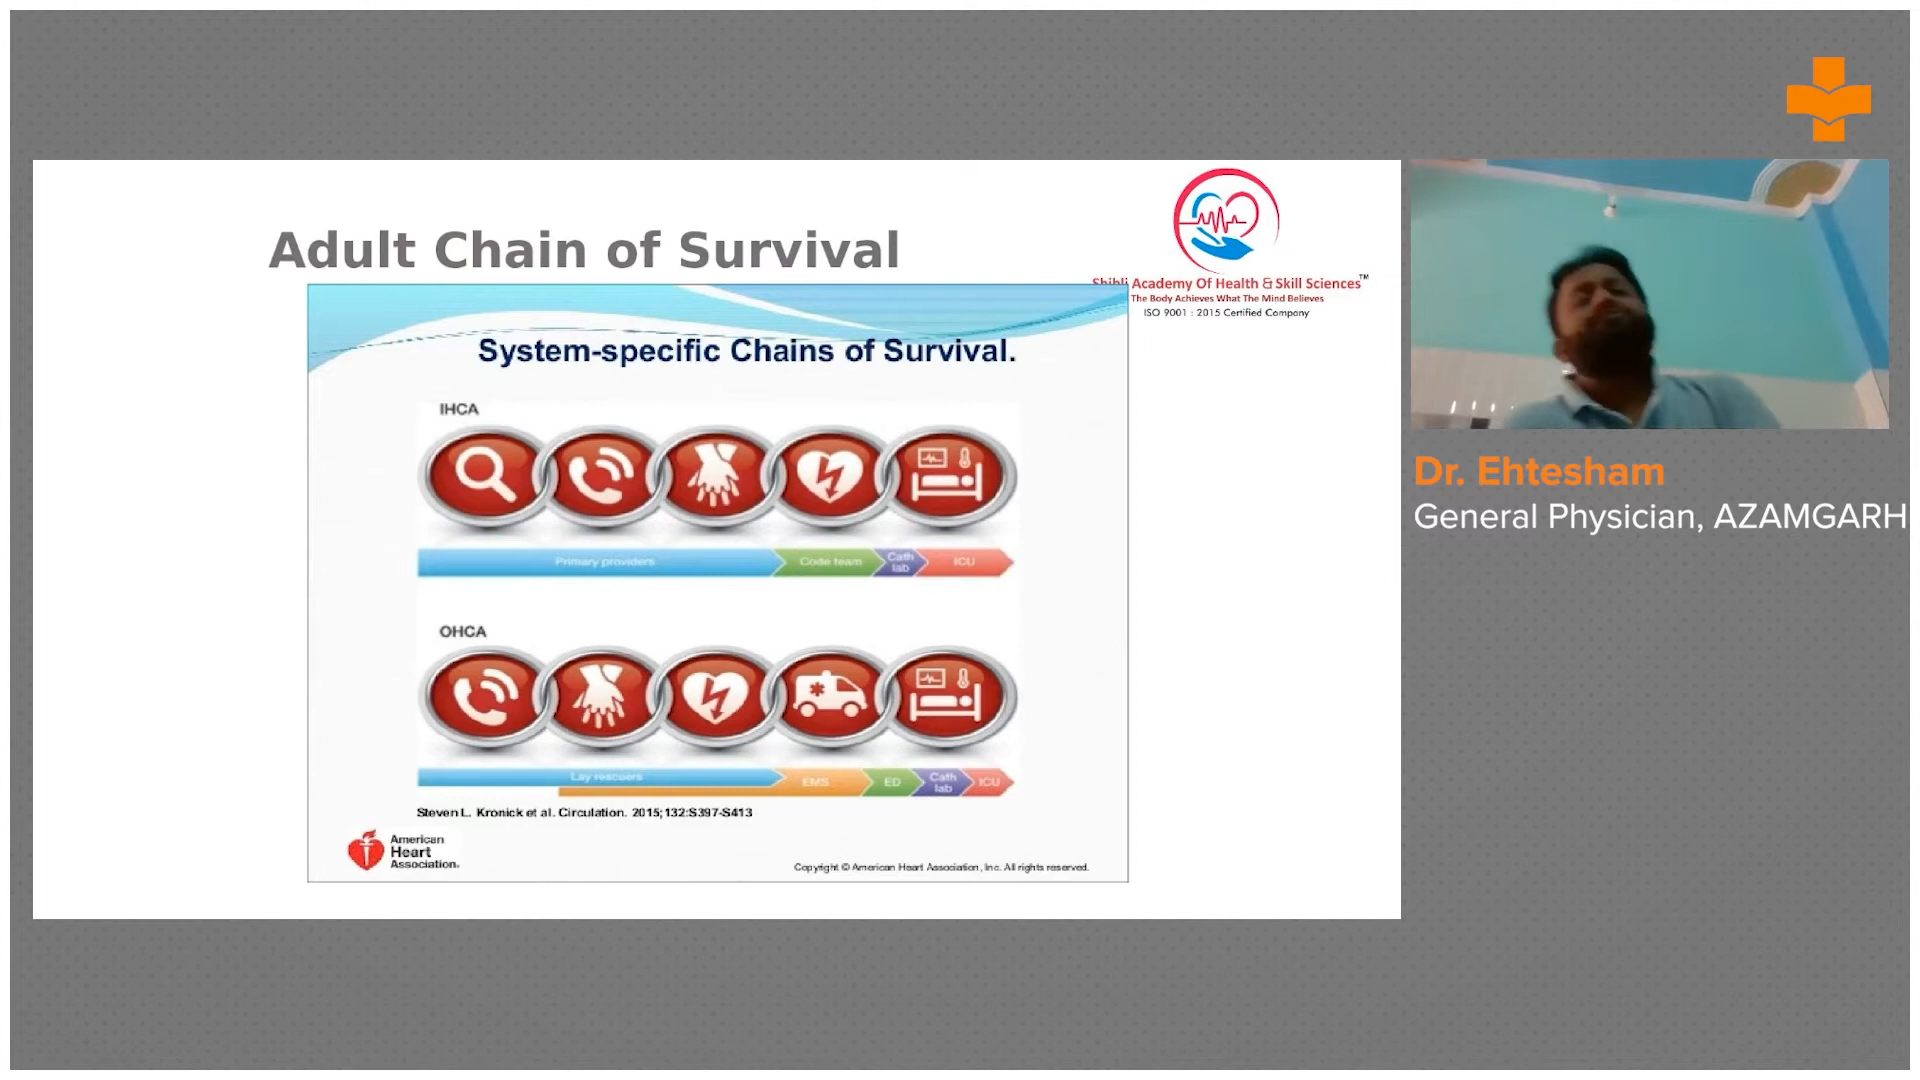 Adult Chain of Survival
Shibli Academy Of Health & Skill Sciences™
The Body Achieves What The Mind Believes
ISO 9001 : 2015 Certified Company
System-specific Chains of Survival.
IHCA
Primary providers
Code team
Cath
lab
ICU
OHCA
Lay rescuers
EMS
ED
Cath
lab
ICU
Steven L. Kronick et al. Circulation. 2015;132:S397-S413
American
Heart
Association.
Copyright © American Heart Association, Inc. All rights reserved.
Dr. Ehtesham
General Physician, AZAMGARH